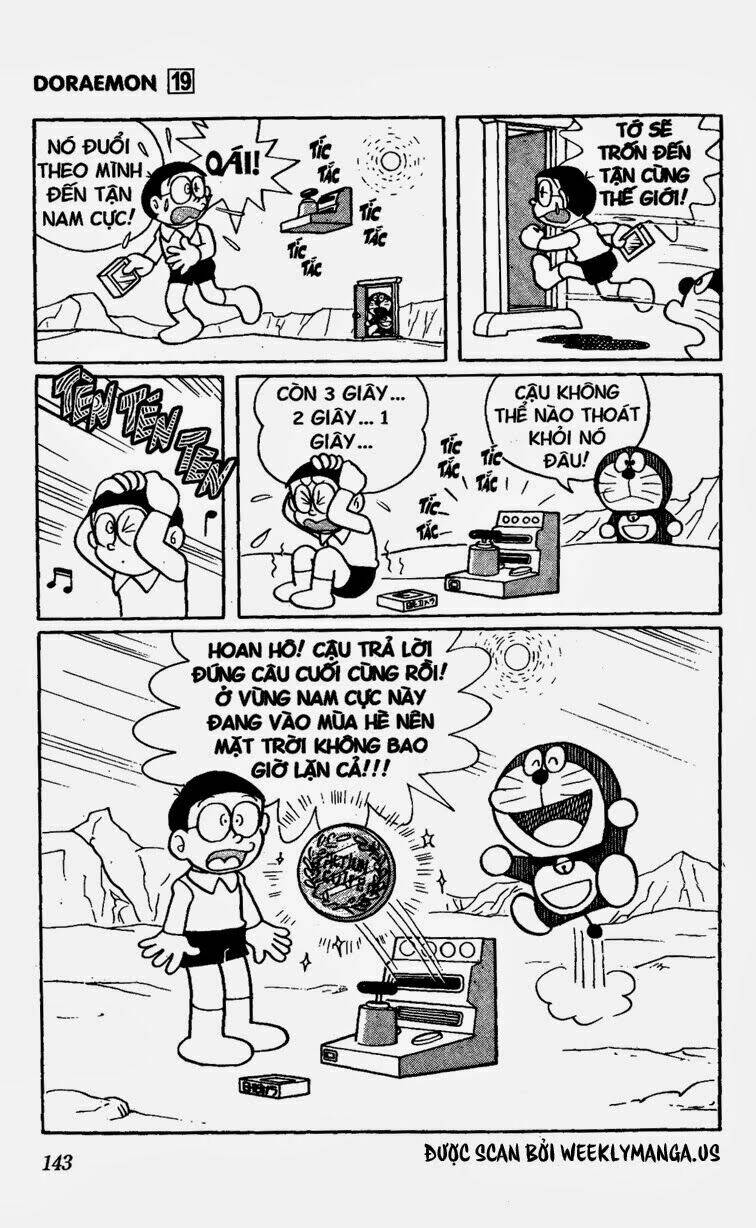 DORAEMON 19
NÓ ĐUỔI
THEO MÌNH
ĐẾN TẬN
NAM CỰC!
OÁI!
TÍC
TẮC
TÍC
TẮC
TÍC
TẮC
TỚ SẼ
TRỐN ĐẾN
TẬN CÙNG
THẾ GIỚI!
TEN TEN TEN
CÒN 3 GIÂY...
2 GIÂY... 1
GIÂY...
TÍC
TẮC
TÍC
TẮC
TÍC
TẮC
CẬU KHÔNG
THỂ NÀO THOÁT
KHỎI NÓ
ĐÂU!
HOAN HÔ! CẬU TRẢ LỜI
ĐÚNG CÂU CUỐI CÙNG RỒI!
Ở VÙNG NAM CỰC NÀY
ĐANG VÀO MÙA HÈ NÊN
MẶT TRỜI KHÔNG BAO
GIỜ LẶN CẢ!!!
143
ĐƯỢC SCAN BỞI WEEKLYMANGA.US